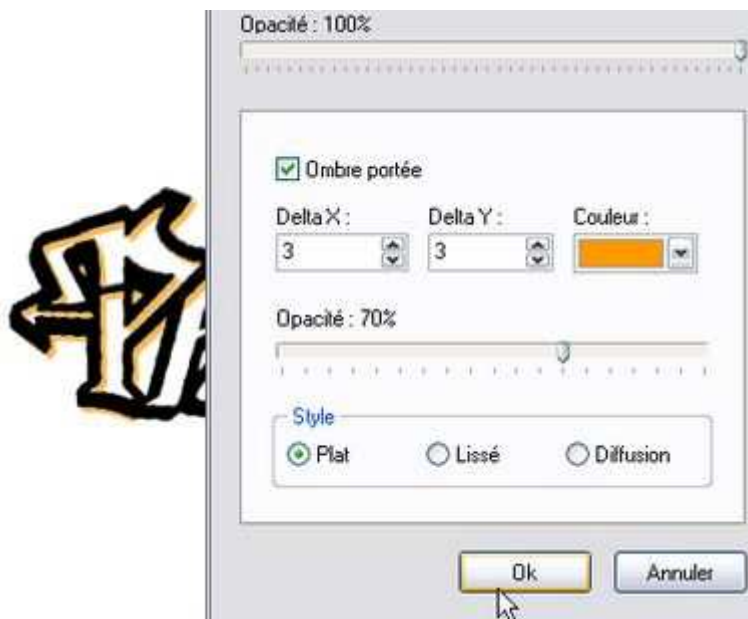 Opacité : 100%
Ombre portée
Delta X : Delta Y : Couleur :
3 3
Opacité : 70%
Style
Plat Lissé Diffusion
Ok Annuler